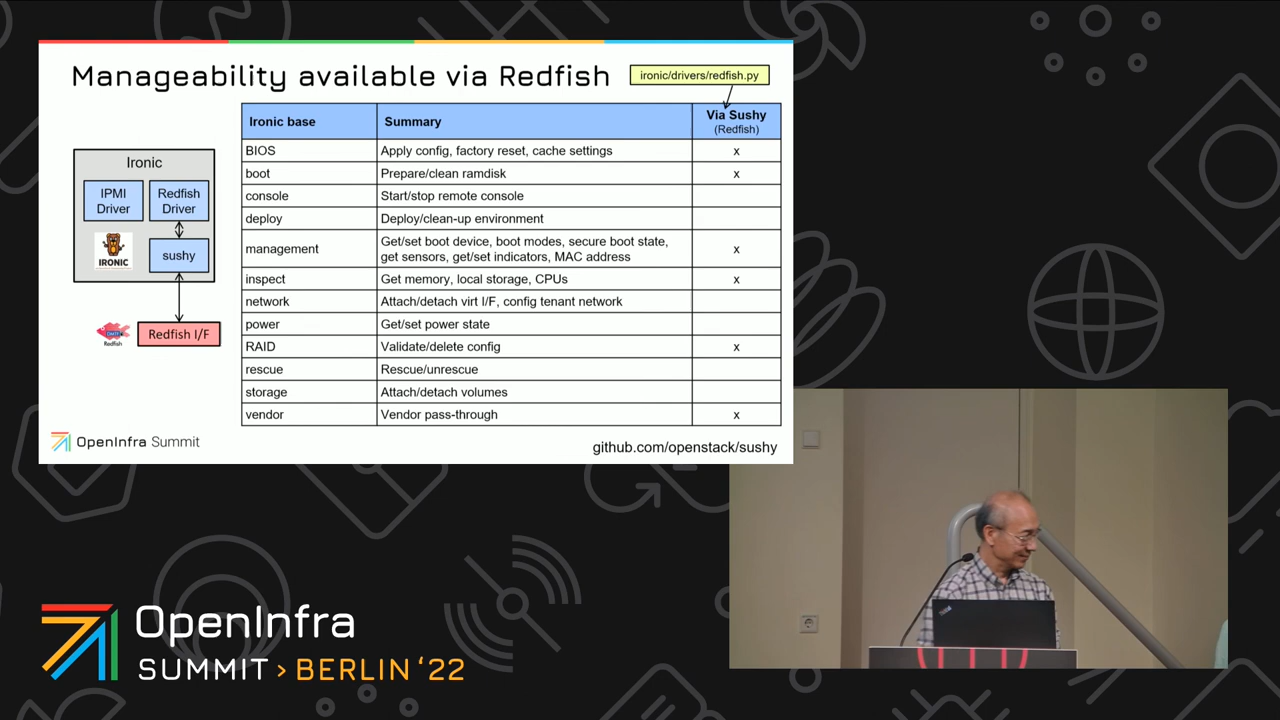 Manageability available via Redfish
ironic/drivers/redfish.py
Ironic
IPMI Driver
Redfish Driver
IRONIC
sushy
Redfish
Redfish I/F
Ironic base Summary Via Sushy (Redfish)
BIOS Apply config, factory reset, cache settings x
boot Prepare/clean ramdisk x
console Start/stop remote console
deploy Deploy/clean-up environment
management Get/set boot device, boot modes, secure boot state, get sensors, get/set indicators, MAC address x
inspect Get memory, local storage, CPUs x
network Attach/detach virt I/F, config tenant network
power Get/set power state
RAID Validate/delete config x
rescue Rescue/unrescue
storage Attach/detach volumes
vendor Vendor pass-through x
OpenInfra Summit
github.com/openstack/sushy
OpenInfra
SUMMIT > BERLIN ‘22